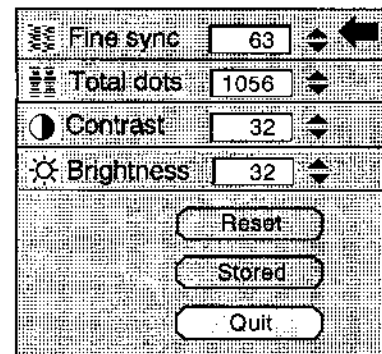 Fine sync 63
Total dots 1056
Contrast 32
Brightness 32
Reset
Stored
Quit